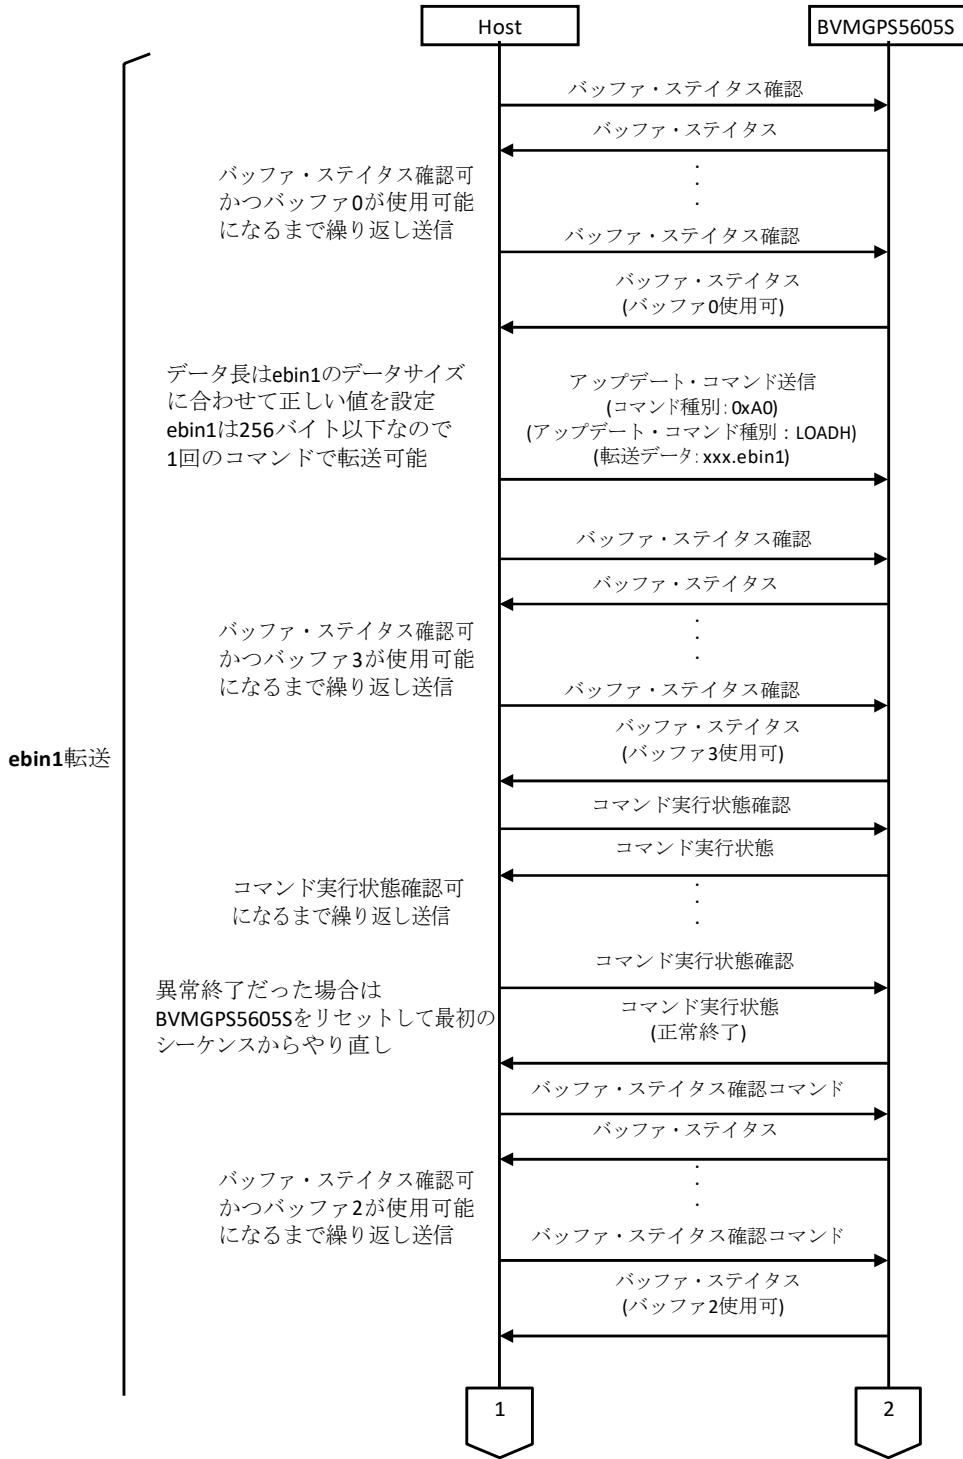 Host
BVMGPS5605S
バッファ・ステイタス確認
バッファ・ステイタス
バッファ・ステイタス確認可
かつバッファ0が使用可能
になるまで繰り返し送信
.
.
.
バッファ・ステイタス確認
バッファ・ステイタス
(バッファ0使用可)
データ長はebin1のデータサイズ
に合わせて正しい値を設定
ebin1は256バイト以下なので
1回のコマンドで転送可能
アップデート・コマンド送信
(コマンド種別:0xA0)
(アップデート・コマンド種別:LOADH)
(転送データ:xxx.ebin1)
バッファ・ステイタス確認
バッファ・ステイタス
バッファ・ステイタス確認可
かつバッファ3が使用可能
になるまで繰り返し送信
.
.
.
バッファ・ステイタス確認
バッファ・ステイタス
(バッファ3使用可)
ebin1転送
コマンド実行状態確認
コマンド実行状態
コマンド実行状態確認可
になるまで繰り返し送信
.
.
.
コマンド実行状態確認
異常終了だった場合は
BVMGPS5605Sをリセットして最初の
シーケンスからやり直し
コマンド実行状態
(正常終了)
バッファ・ステイタス確認コマンド
バッファ・ステイタス
バッファ・ステイタス確認可
かつバッファ2が使用可能
になるまで繰り返し送信
.
.
.
バッファ・ステイタス確認コマンド
バッファ・ステイタス
(バッファ2使用可)
1
2